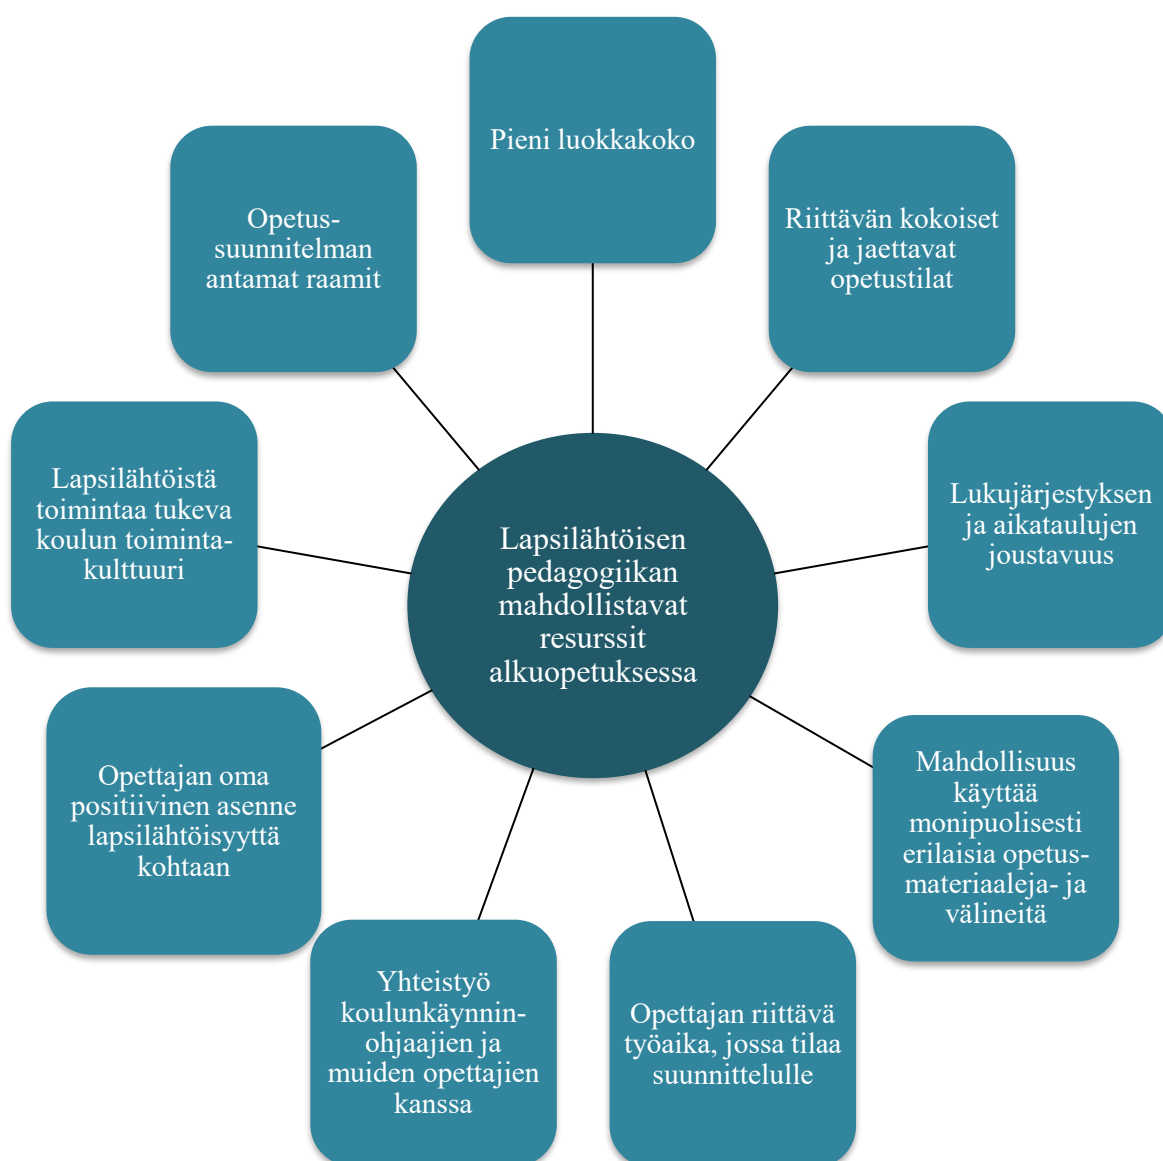 Pieni luokkakoko
Riittävän kokoiset
ja jaettavat
opetustilat
Lukujärjestyksen
ja aikataulujen
joustavuus
Mahdollisuus
käyttää
monipuolisesti
erilaisia opetus-
materiaaleja- ja
välineitä
Opettajan riittävä
työaika, jossa tilaa
suunnittelulle
Yhteistyö
koulunkäynnin-
ohjaajien ja
muiden opettajien
kanssa
Opettajan oma
positiivinen asenne
lapsilähtöisyyttä
kohtaan
Lapsilähtöistä
toimintaa tukeva
koulun toiminta-
kulttuuri
Opetus-
suunnitelman
antamat raamit
Lapsilähtöisen
pedagogiikan
mahdollistavat
resurssit
alkuopetuksessa